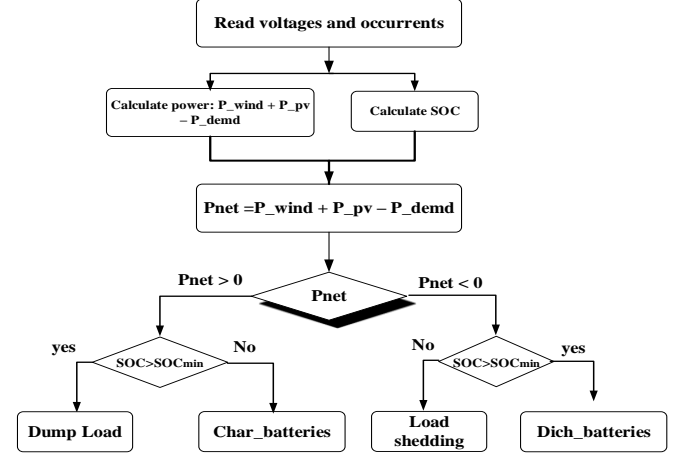 Read voltages and occurrents
Calculate power: P_wind + P_pv
– P_demd
Calculate SOC
Pnet =P_wind + P_pv – P_demd
Pnet > 0
Pnet < 0
Pnet
yes
SOC>SOCmin
No
No
SOC>SOCmin
yes
Dump Load
Char_batteries
Load
shedding
Dich_batteries